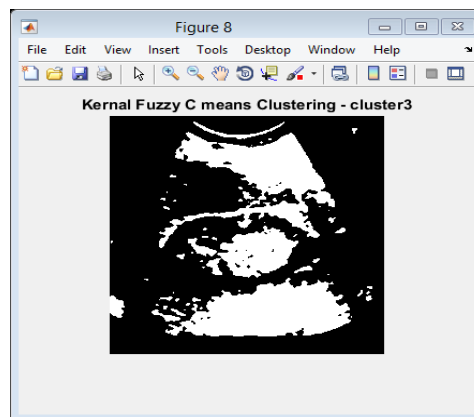 Figure 8
File Edit View Insert Tools Desktop Window Help
Kernal Fuzzy C means Clustering - cluster3